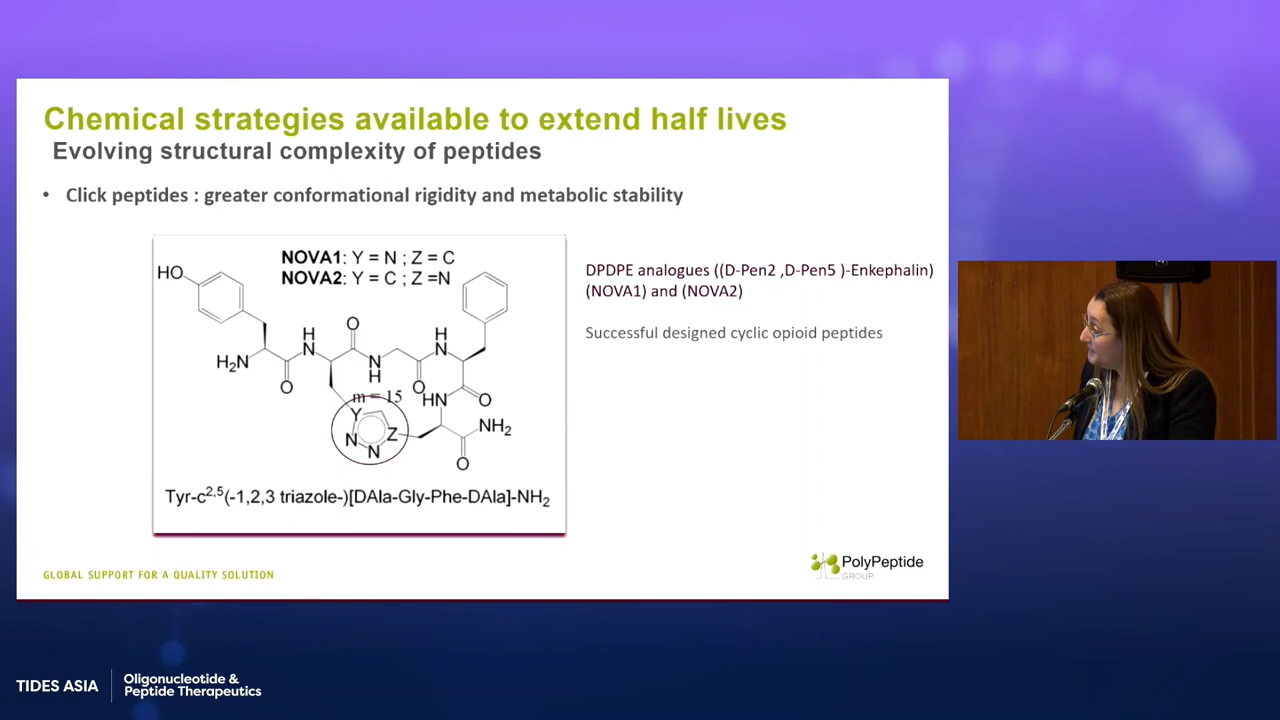 Chemical strategies available to extend half lives
Evolving structural complexity of peptides
• Click peptides : greater conformational rigidity and metabolic stability
NOVA1: Y = N ; Z = C
NOVA2: Y = C ; Z =N
HO
H
N
O
H
N
H2N
O
N
H
O
O
m = 15
HN
Y
N
N
Z
NH2
O
Tyr-c2,5(-1,2,3 triazole-)[DAla-Gly-Phe-DAla]-NH2
DPDPE analogues ((D-Pen2 ,D-Pen5 )-Enkephalin)
(NOVA1) and (NOVA2)
Successful designed cyclic opioid peptides
GLOBAL SUPPORT FOR A QUALITY SOLUTION
PolyPeptide
GROUP
TIDES ASIA
Oligonucleotide &
Peptide Therapeutics